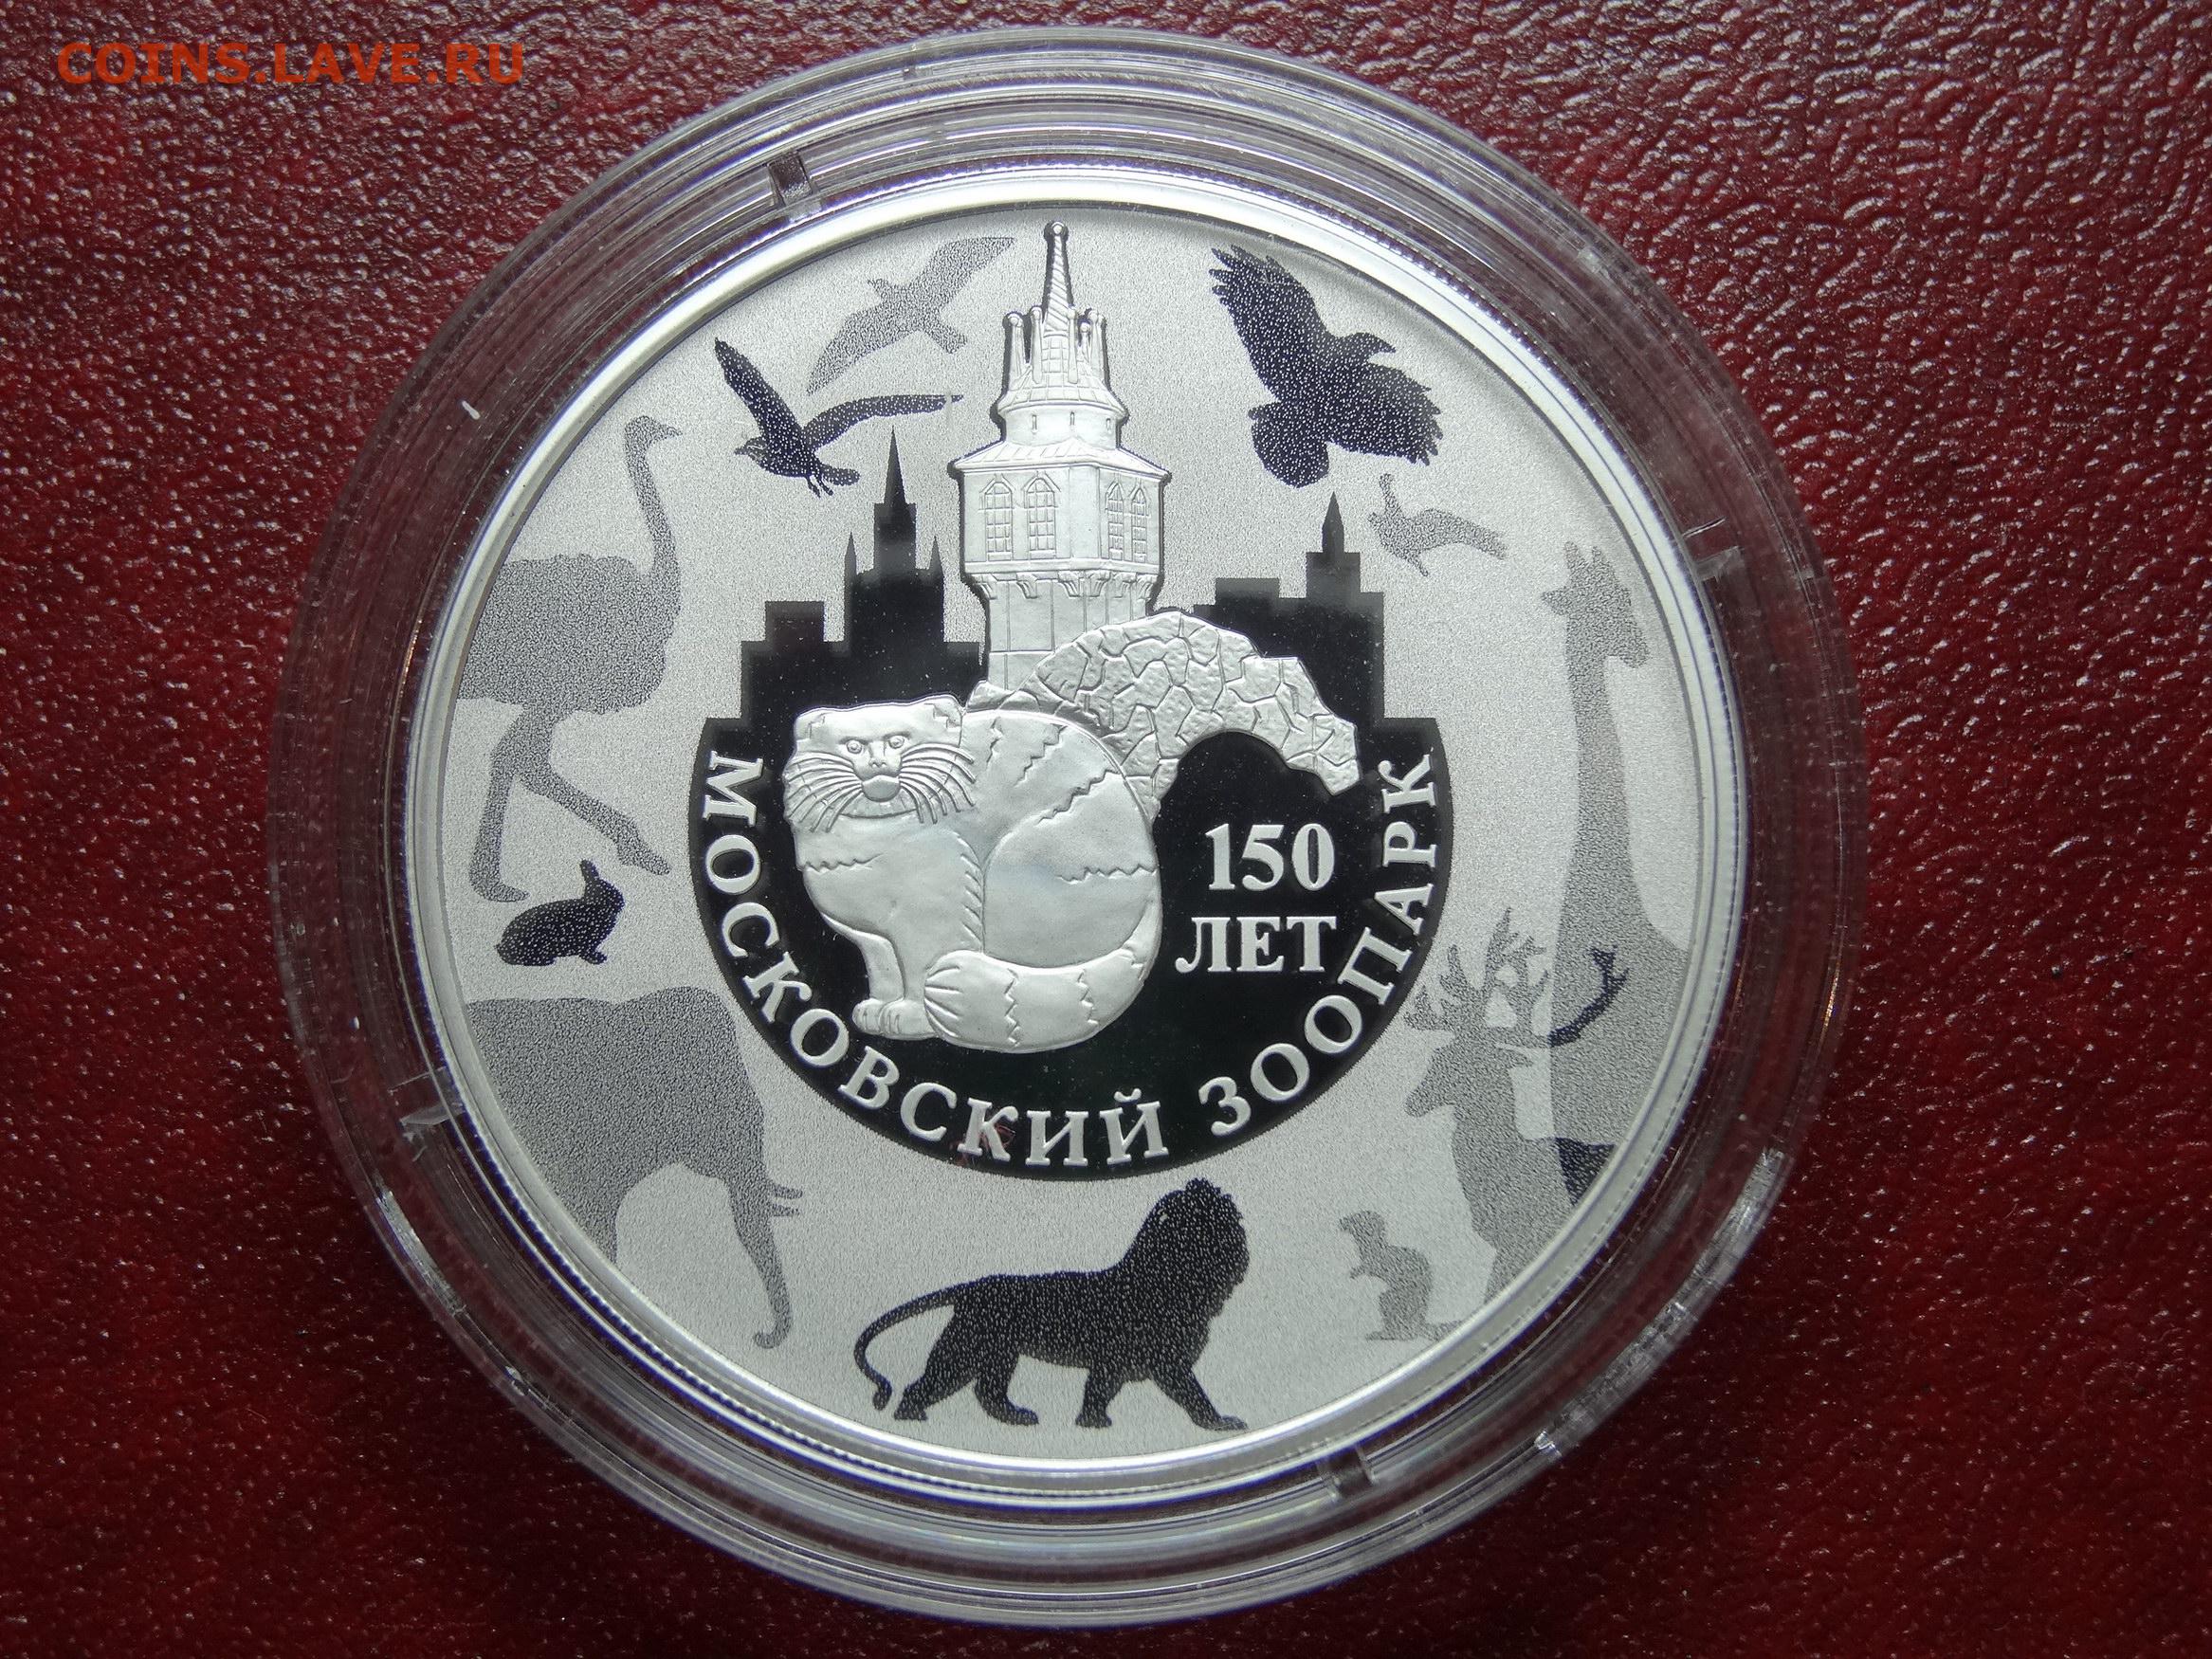 COINS.LAVE.RU
150
ЛЕТ
МОСКОВСКИЙ ЗООПАРК